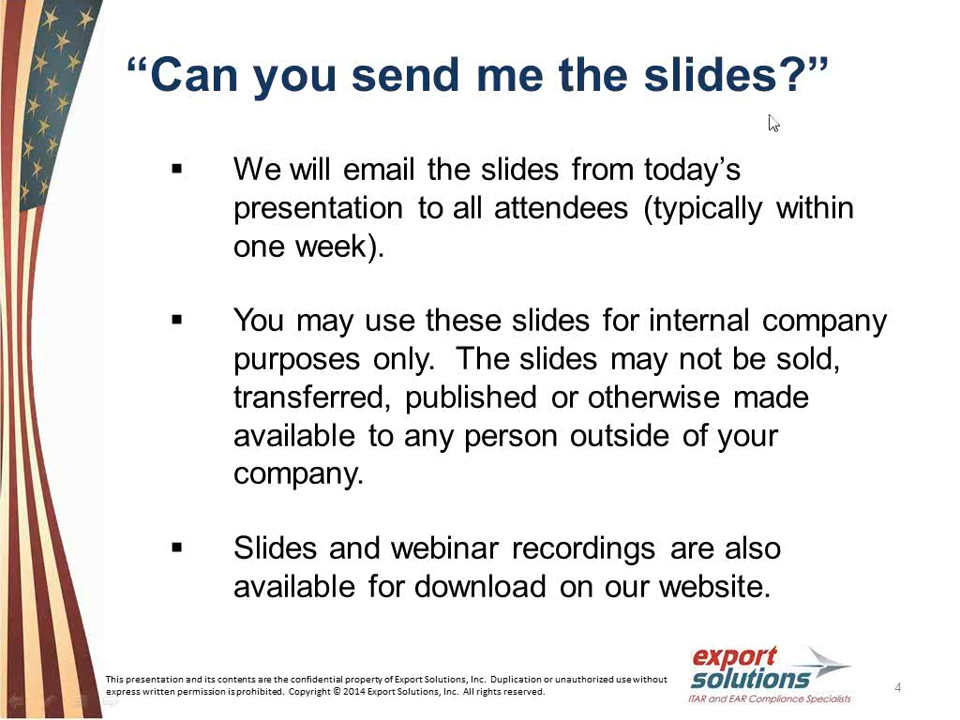 “Can you send me the slides?”
▪ We will email the slides from today’s
presentation to all attendees (typically within
one week).
▪ You may use these slides for internal company
purposes only.  The slides may not be sold,
transferred, published or otherwise made
available to any person outside of your
company.
▪ Slides and webinar recordings are also
available for download on our website.
This presentation and its contents are the confidential property of Export Solutions, Inc.  Duplication or unauthorized use without
express written permission is prohibited.  Copyright © 2014 Export Solutions, Inc.  All rights reserved.
export
solutions
ITAR and EAR Compliance Specialists
4